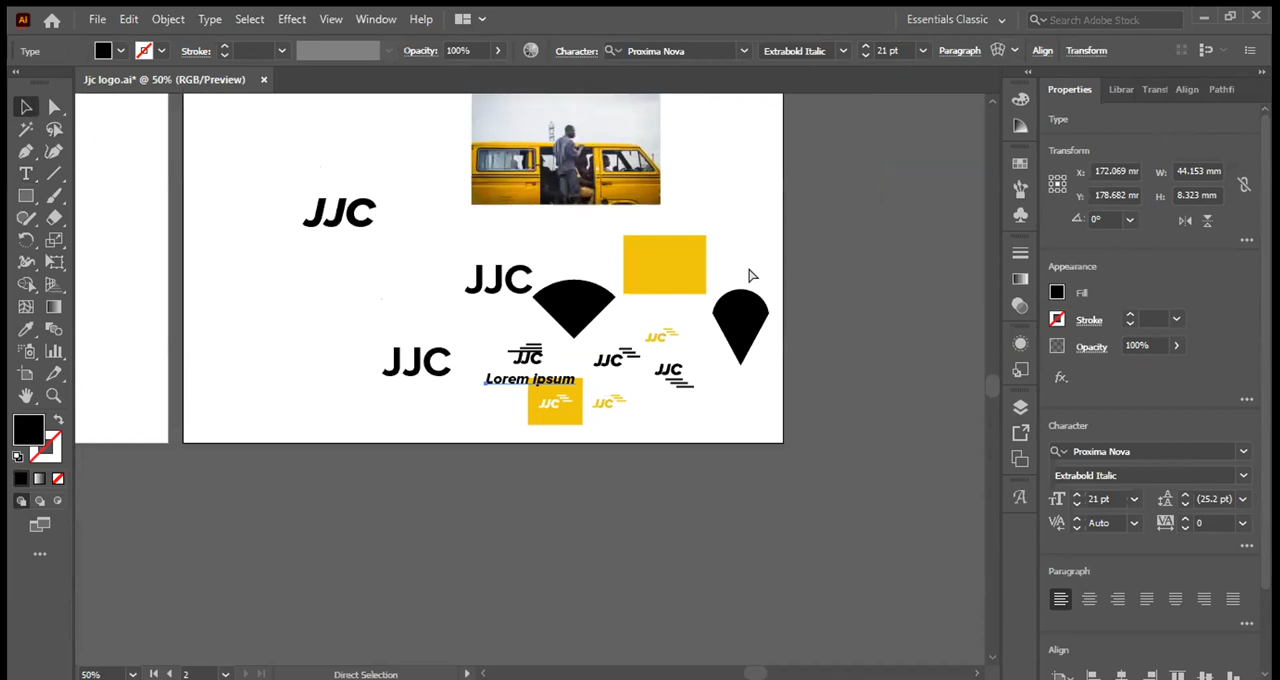 Ai File Edit Object Type Select Effect View Window Help Essentials Classic Search Adobe Stock
Type Stroke: Opacity: 100% Character: Proxima Nova Extrabold Italic 21 pt Paragraph Align Transform
Jjc logo.ai* @ 50% (RGB/Preview)
Properties Librar Transf Align Pathfi
Type
Transform
X: 172.069 mr W: 44.153 mm
Y: 178.682 mr H: 8.323 mm
0°
JJC
JJC
JJC
JJC
JJC
JJC
JJC
Lorem ipsum
JJC
JJC
Appearance
Fill
Stroke
Opacity 100%
fx.
Character
Proxima Nova
Extrabold Italic
21 pt (25.2 pt)
Auto 0
Paragraph
Align
50% 2 Direct Selection